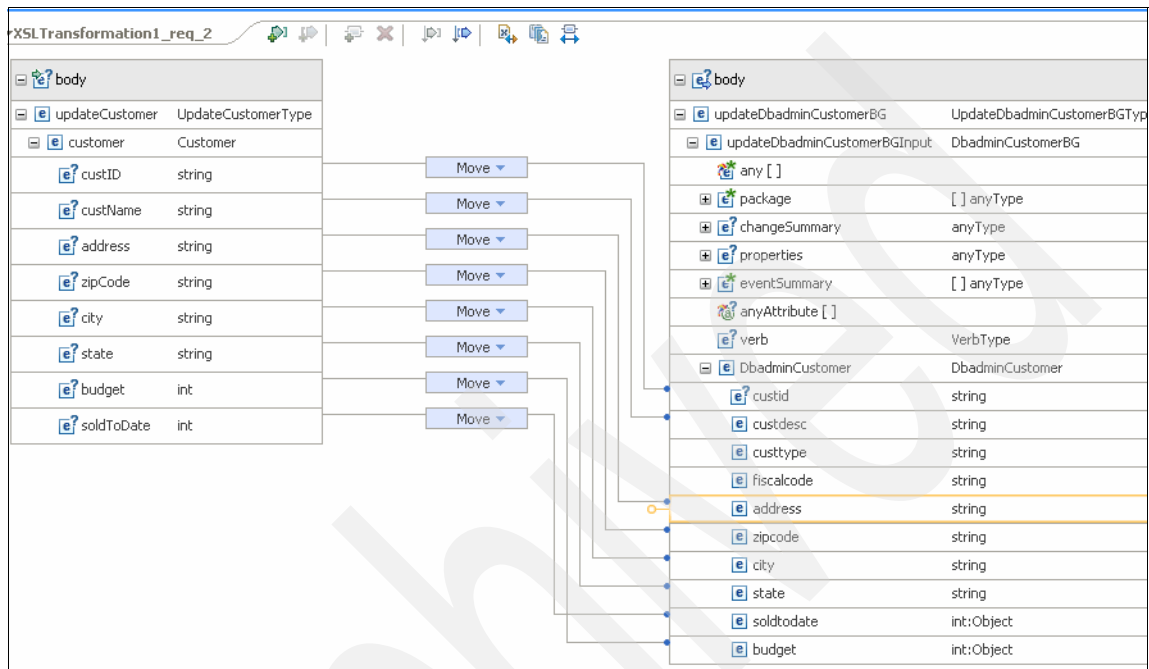 XSLTransformation1_req_2
body
updateCustomer UpdateCustomerType
customer Customer
custID string
custName string
address string
zipCode string
city string
state string
budget int
soldToDate int
Move
Move
Move
Move
Move
Move
Move
Move
body
updateDbadminCustomerBG UpdateDbadminCustomerBGTyp
updateDbadminCustomerBGInput DbadminCustomerBG
any [ ]
package [ ] anyType
changeSummary anyType
properties anyType
eventSummary [ ] anyType
anyAttribute [ ]
verb VerbType
DbadminCustomer DbadminCustomer
custid string
custdesc string
custtype string
fiscalcode string
address string
zipcode string
city string
state string
soldtodate int:Object
budget int:Object